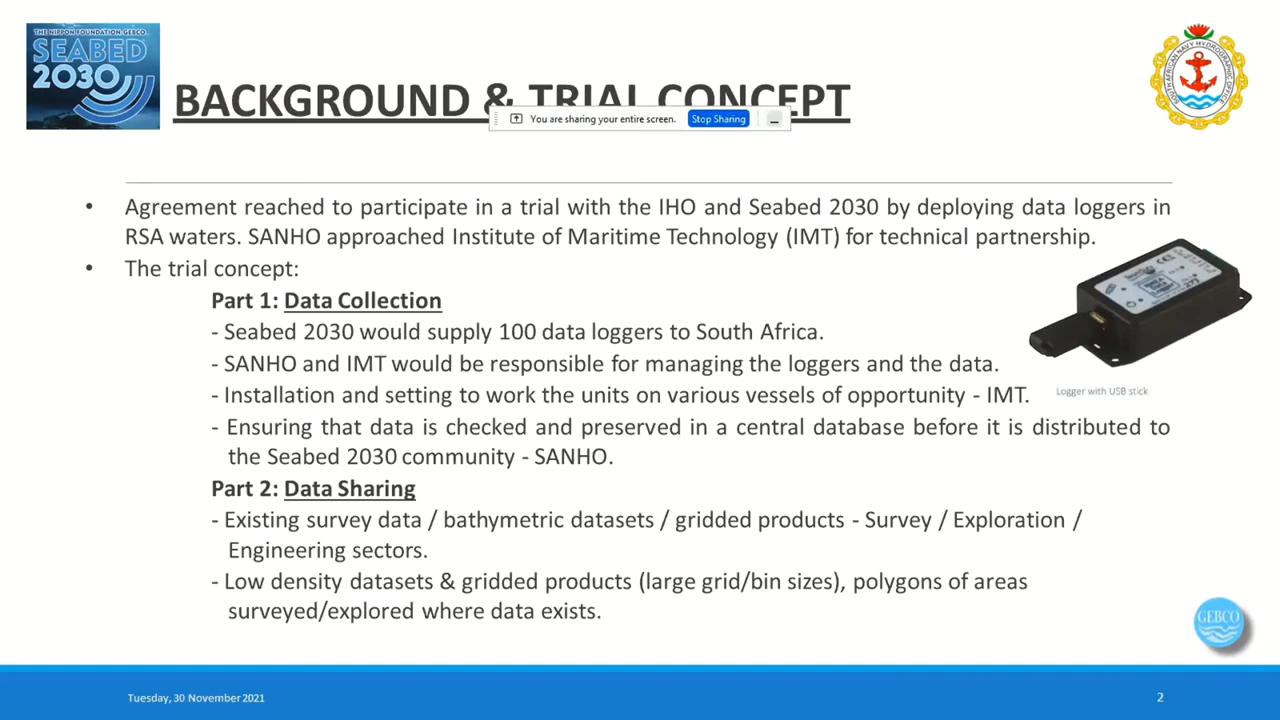 THE NIPPON FOUNDATION-GEBCO
SEABED
2030
BACKGROUND & TRIAL CONCEPT
You are sharing your entire screen. Stop Sharing
SOUTH AFRICAN NAVY HYDROGRAPHIC OFFICE
• Agreement reached to participate in a trial with the IHO and Seabed 2030 by deploying data loggers in
RSA waters. SANHO approached Institute of Maritime Technology (IMT) for technical partnership.
• The trial concept:
Part 1: Data Collection
- Seabed 2030 would supply 100 data loggers to South Africa.
- SANHO and IMT would be responsible for managing the loggers and the data.
- Installation and setting to work the units on various vessels of opportunity - IMT.
Logger with USB stick
- Ensuring that data is checked and preserved in a central database before it is distributed to
the Seabed 2030 community - SANHO.
Part 2: Data Sharing
- Existing survey data / bathymetric datasets / gridded products - Survey / Exploration /
Engineering sectors.
- Low density datasets & gridded products (large grid/bin sizes), polygons of areas
surveyed/explored where data exists.
GEBCO
Tuesday, 30 November 2021
2